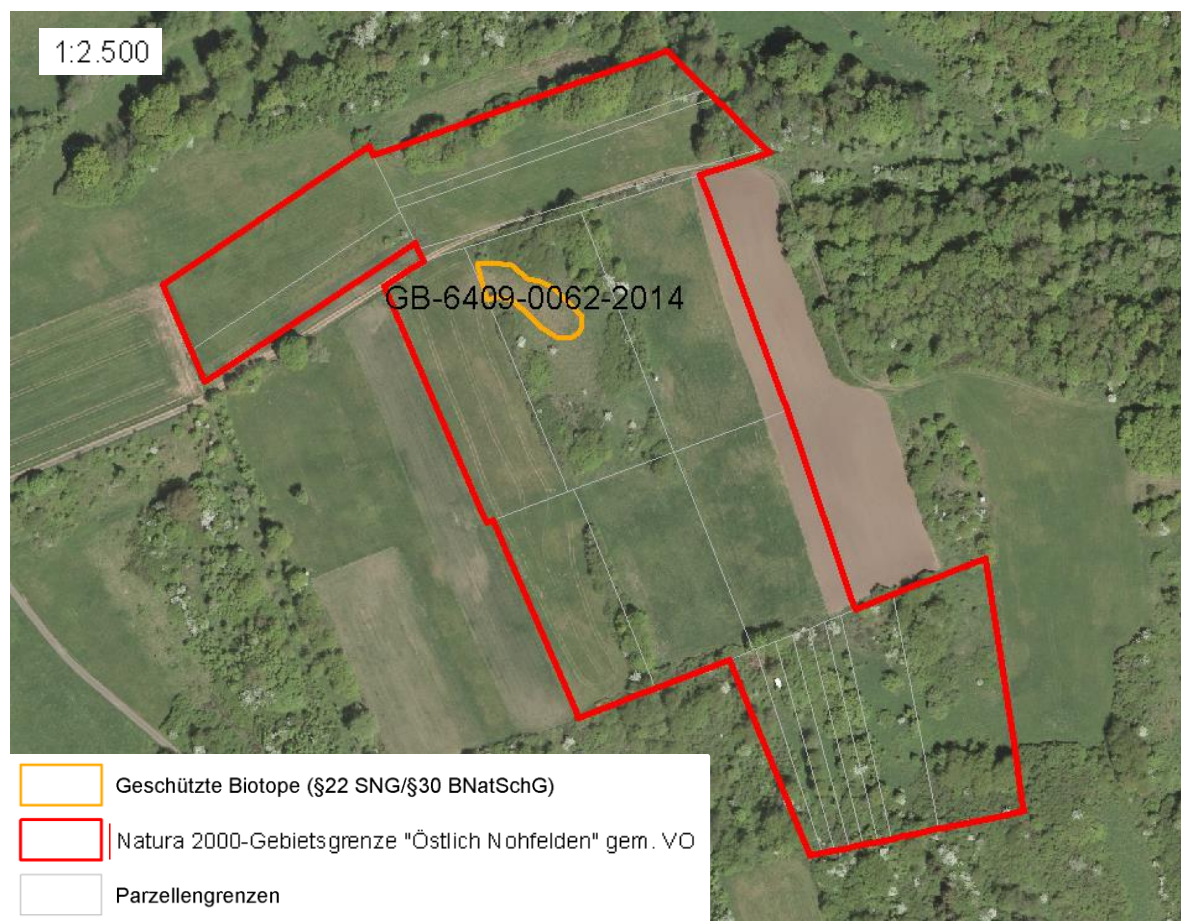 1:2.500
GB-6409-0062-2014
Geschützte Biotope (§22 SNG/§30 BNatSchG)
Natura 2000-Gebietsgrenze "Östlich Nohfelden" gem. VO
Parzellengrenzen